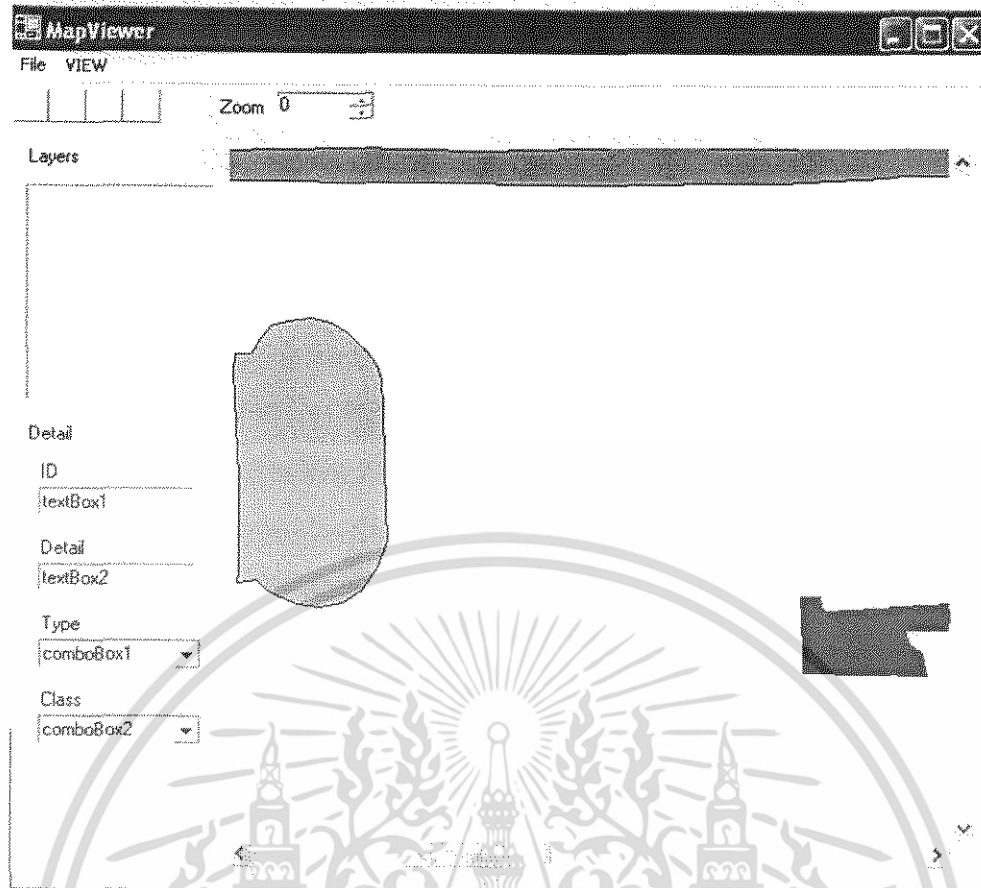 MapViewer
File VIEW
Zoom 0
Layers
Detail
ID
textBox1
Detail
textBox2
Type
comboBox1
Class
comboBox2